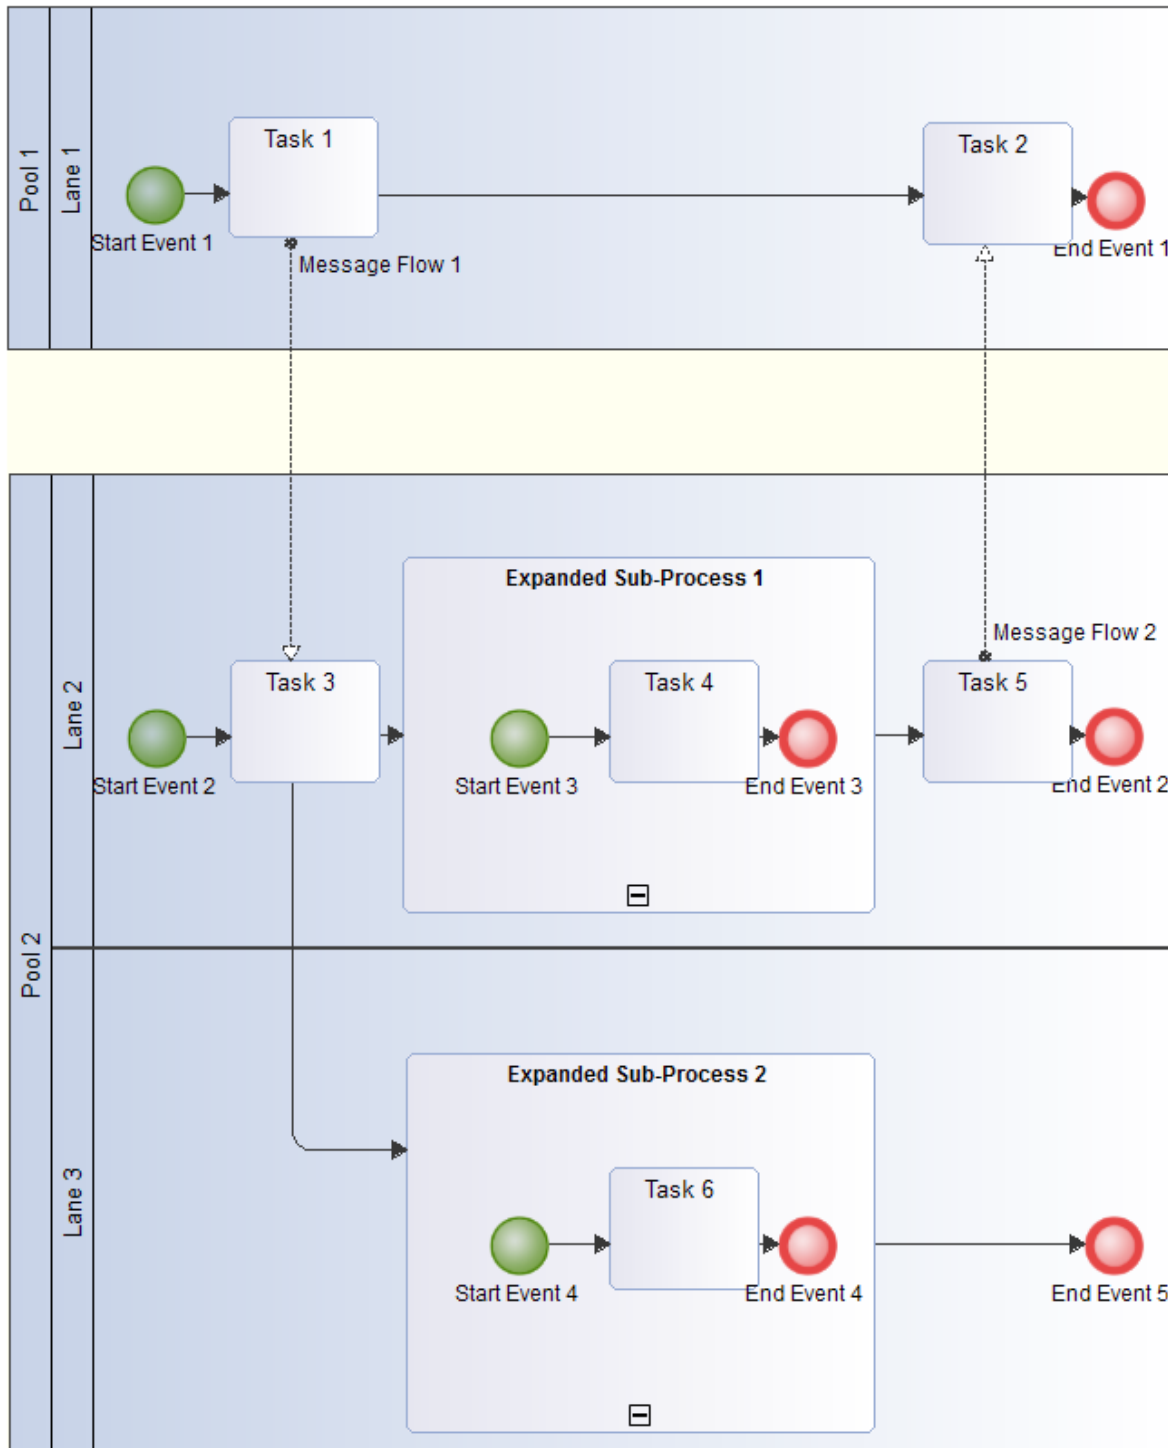 Pool 1
Lane 1
Task 1
Task 2
Start Event 1
End Event 1
Message Flow 1
Pool 2
Lane 2
Expanded Sub-Process 1
Message Flow 2
Task 3
Task 4
Task 5
Start Event 2
Start Event 3
End Event 3
End Event 2
Lane 3
Expanded Sub-Process 2
Task 6
Start Event 4
End Event 4
End Event 5